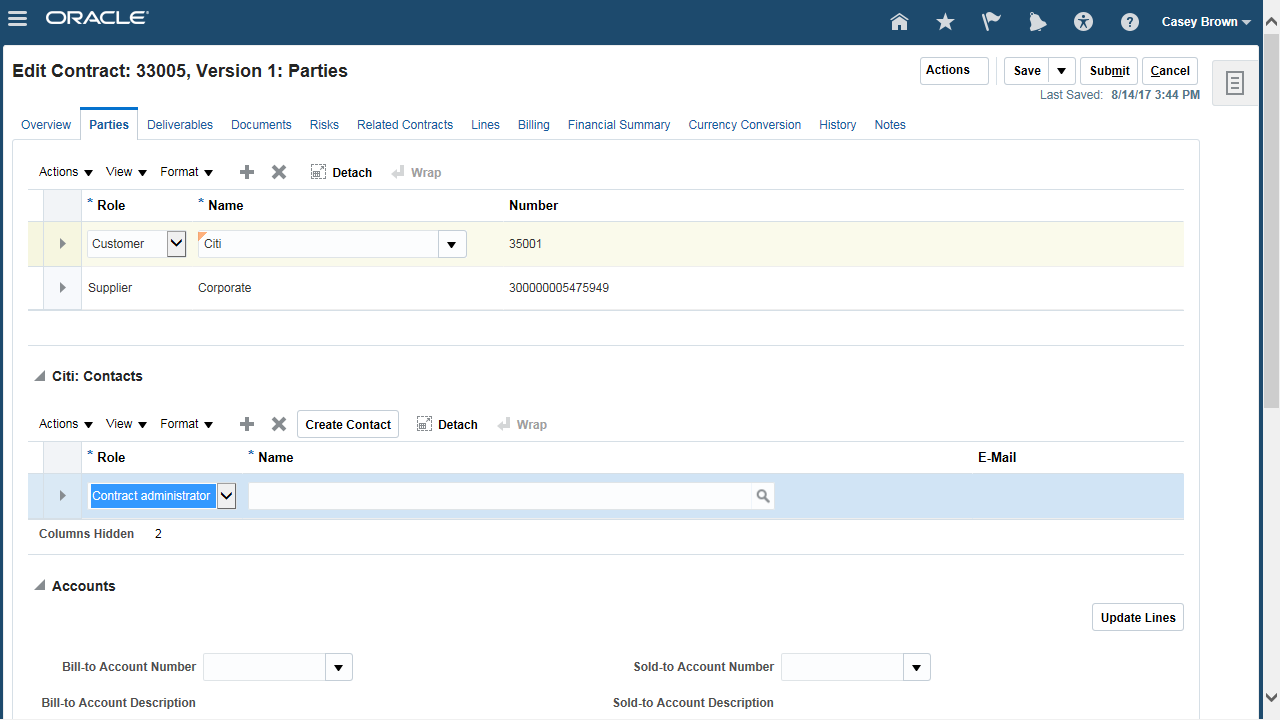 ORACLE
Casey Brown
Edit Contract: 33005, Version 1: Parties
Actions Save Submit Cancel
Last Saved: 8/14/17 3:44 PM
Overview Parties Deliverables Documents Risks Related Contracts Lines Billing Financial Summary Currency Conversion History Notes
Actions View Format Detach Wrap
* Role * Name Number
Customer Citi 35001
Supplier Corporate 300000005475949
Citi: Contacts
Actions View Format Create Contact Detach Wrap
* Role * Name E-Mail
Contract administrator
Columns Hidden 2
Accounts
Update Lines
Bill-to Account Number Sold-to Account Number
Bill-to Account Description Sold-to Account Description